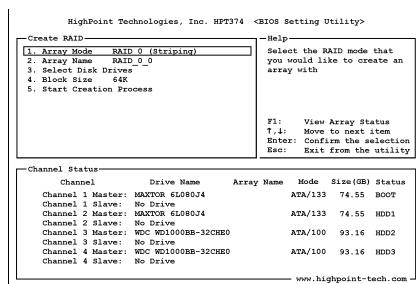 HighPoint Technologies, Inc. HPT374 <BIOS Setting Utility>
Create RAID
1. Array Mode RAID 0 (Striping)
2. Array Name RAID_0_0
3. Select Disk Drives
4. Block Size 64K
5. Start Creation Process
Help
Select the RAID mode that
you would like to create an
array with
F1: View Array Status
↑,↓: Move to next item
Enter: Confirm the selection
Esc: Exit from the utility
Channel Status
Channel Drive Name Array Name Mode Size(GB) Status
Channel 1 Master: MAXTOR 6L080J4 ATA/133 74.55 BOOT
Channel 1 Slave: No Drive
Channel 2 Master: MAXTOR 6L080J4 ATA/133 74.55 HDD1
Channel 2 Slave: No Drive
Channel 3 Master: WDC WD1000BB-32CHE0 ATA/100 93.16 HDD2
Channel 3 Slave: No Drive
Channel 4 Master: WDC WD1000BB-32CHE0 ATA/100 93.16 HDD3
Channel 4 Slave: No Drive
www.highpoint-tech.com